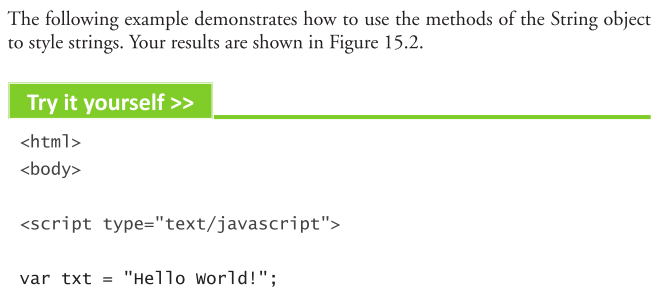 The following example demonstrates how to use the methods of the String object
to style strings. Your results are shown in Figure 15.2.
Try it yourself >>
<html>
<body>
<script type="text/javascript">
var txt = "Hello World!";